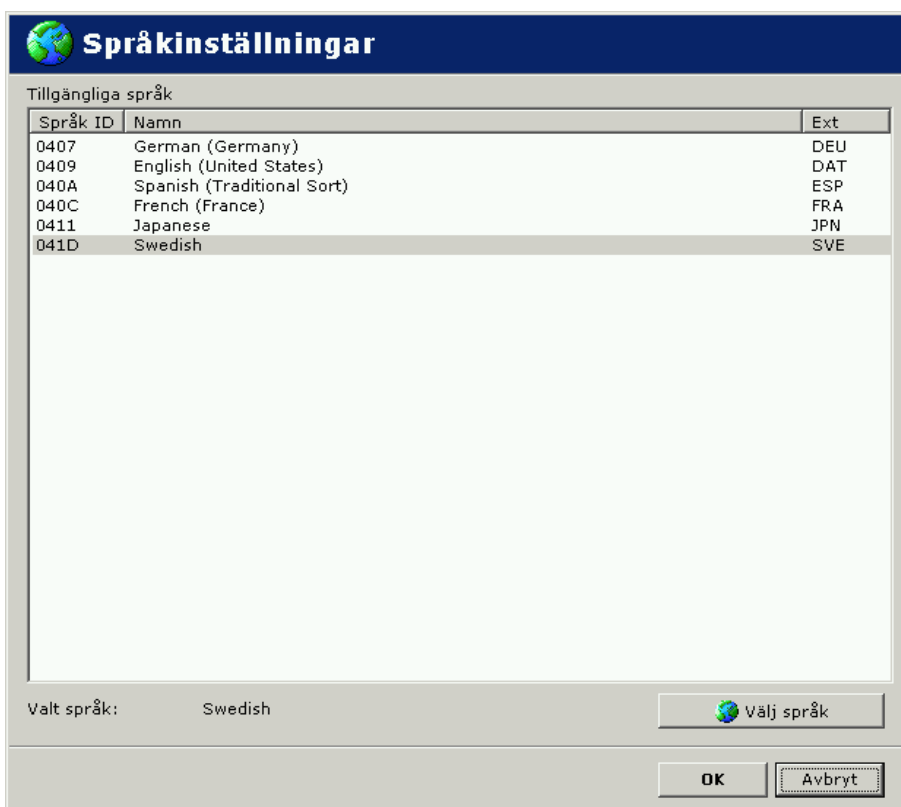 Språkinställningar
Tillgängliga språk
Språk ID Namn Ext
0407 German (Germany) DEU
0409 English (United States) DAT
040A Spanish (Traditional Sort) ESP
040C French (France) FRA
0411 Japanese JPN
041D Swedish SVE
Valt språk: Swedish Välj språk
OK Avbryt